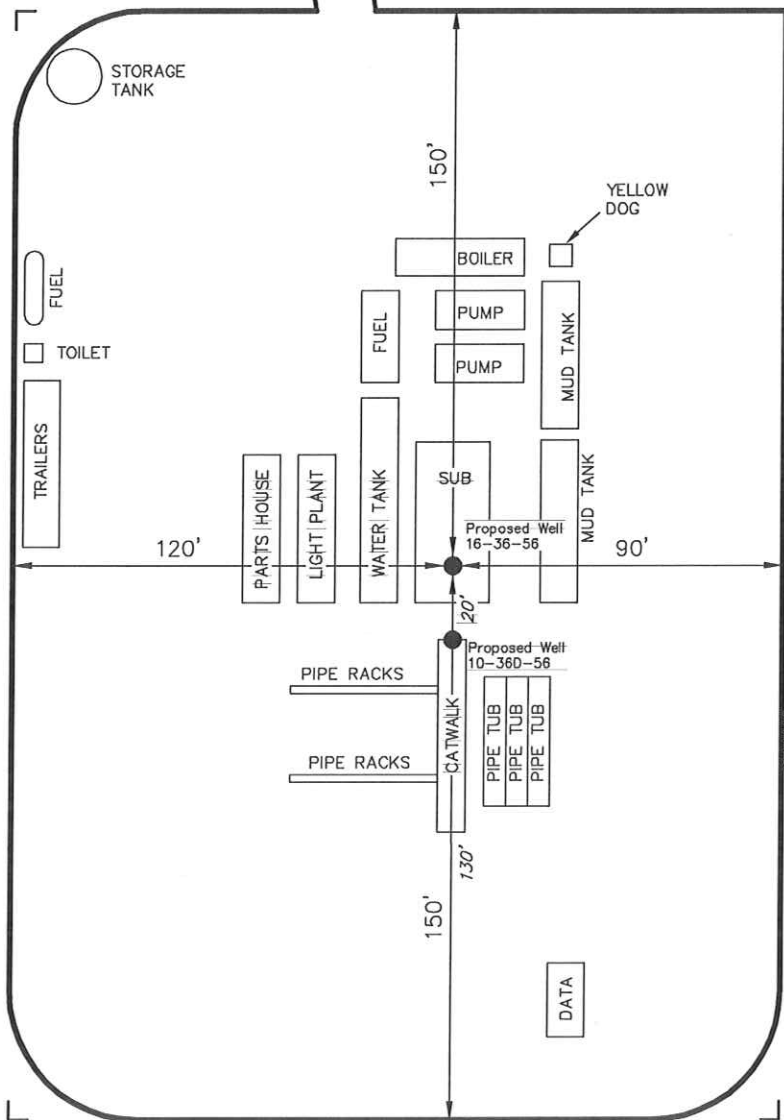 STORAGE
TANK
150'
YELLOW
DOG
BOILER
FUEL
PUMP
FUEL
MUD TANK
TOILET
PUMP
TRAILERS
PARTS HOUSE
LIGHT PLANT
WATER TANK
SUB
MUD TANK
Proposed Well
16-36-56
120'
90'
20'
Proposed Well
10-36D-56
PIPE RACKS
CATWALK
PIPE TUB
PIPE TUB
PIPE TUB
PIPE RACKS
130'
150'
DATA